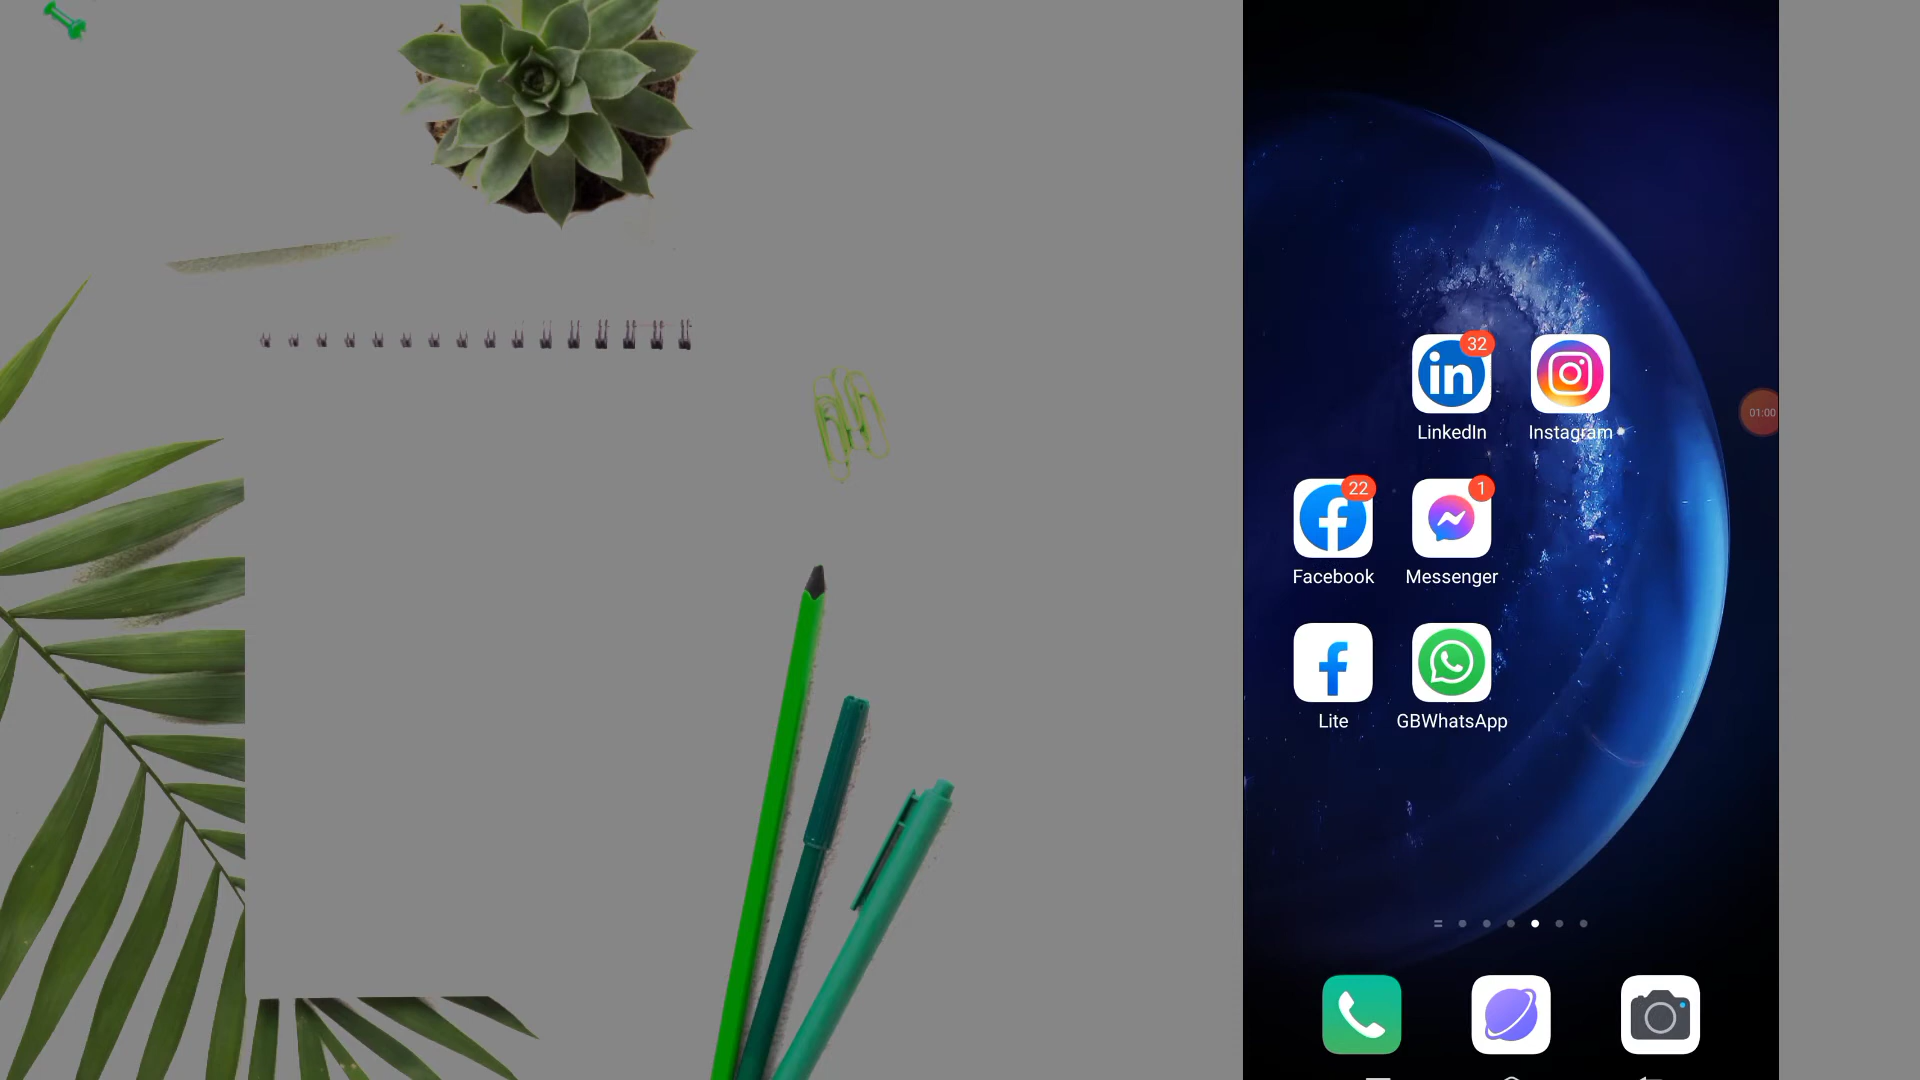 32
in
LinkedIn Instagram
01:00
22 1
Facebook Messenger
Lite GBWhatsApp